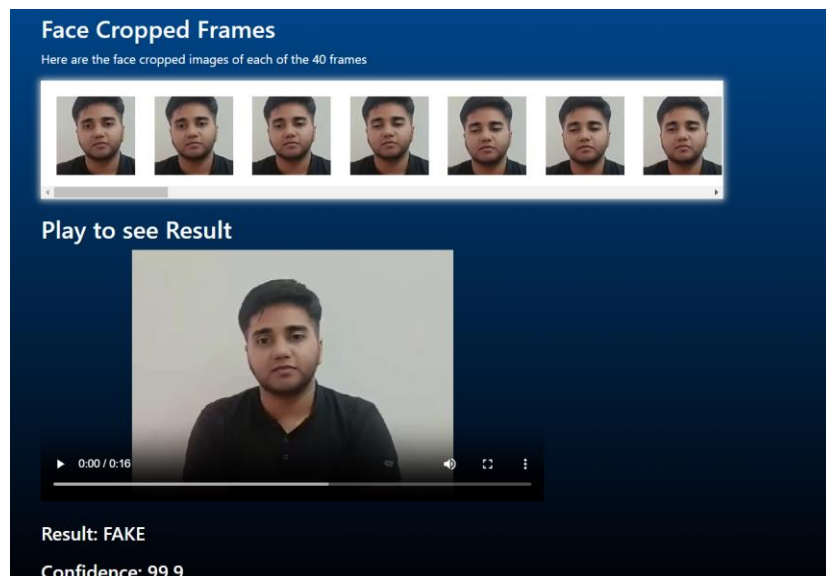 Face Cropped Frames
Here are the face cropped images of each of the 40 frames
Play to see Result
0:00 / 0:16
Result: FAKE
Confidence: 99.9